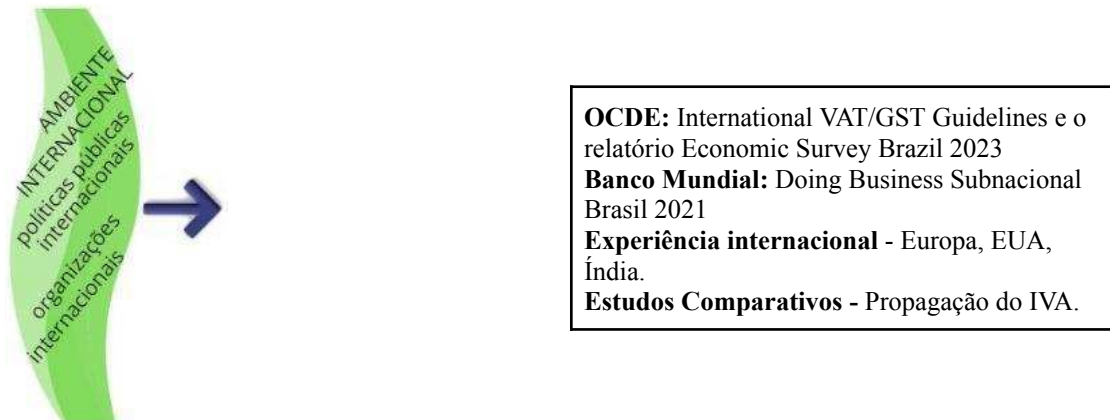 AMBIENTE
INTERNACIONAL
políticas públicas
internacionais
organizações
internacionais
OCDE: International VAT/GST Guidelines e o
relatório Economic Survey Brazil 2023
Banco Mundial: Doing Business Subnacional
Brasil 2021
Experiência internacional - Europa, EUA,
Índia.
Estudos Comparativos - Propagação do IVA.